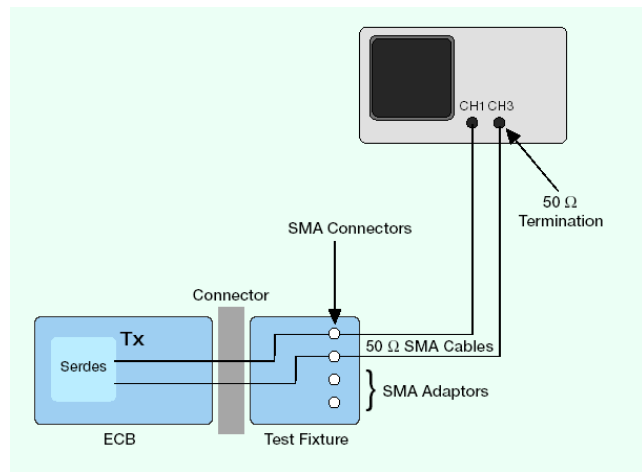 CH1 CH3
50 Ω
Termination
SMA Connectors
Connector
Tx
Serdes
50 Ω SMA Cables
SMA Adaptors
ECB
Test Fixture